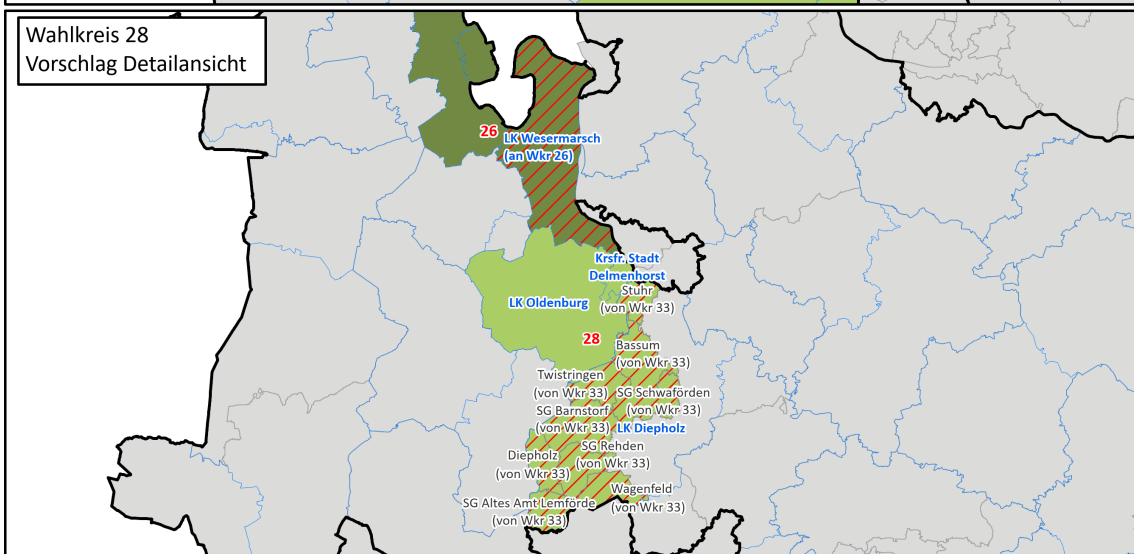 Wahlkreis 28
Vorschlag Detailansicht
26
LK Wesermarsch
(an Wkr 26)
Krsfr. Stadt
Delmenhorst
Stuhr
(von Wkr 33)
LK Oldenburg
28
Bassum
(von Wkr 33)
Twistringen
(von Wkr 33)
SG Schwaförden
(von Wkr 33)
SG Barnstorf
(von Wkr 33)
LK Diepholz
SG Rehden
(von Wkr 33)
Diepholz
(von Wkr 33)
Wagenfeld
(von Wkr 33)
SG Altes Amt Lemförde
(von Wkr 33)